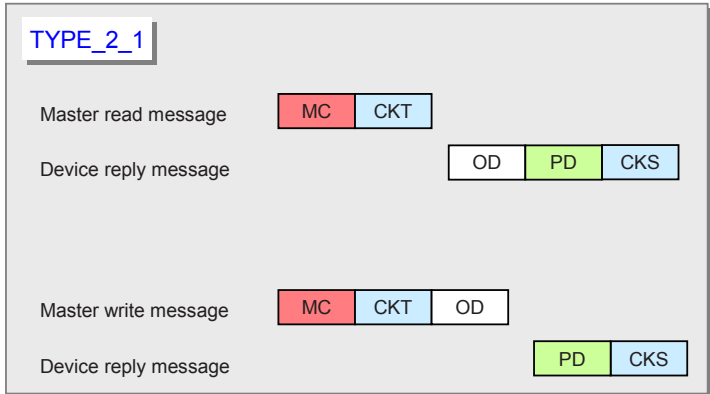 TYPE_2_1
Master read message MC CKT
Device reply message OD PD CKS
Master write message MC CKT OD
Device reply message PD CKS